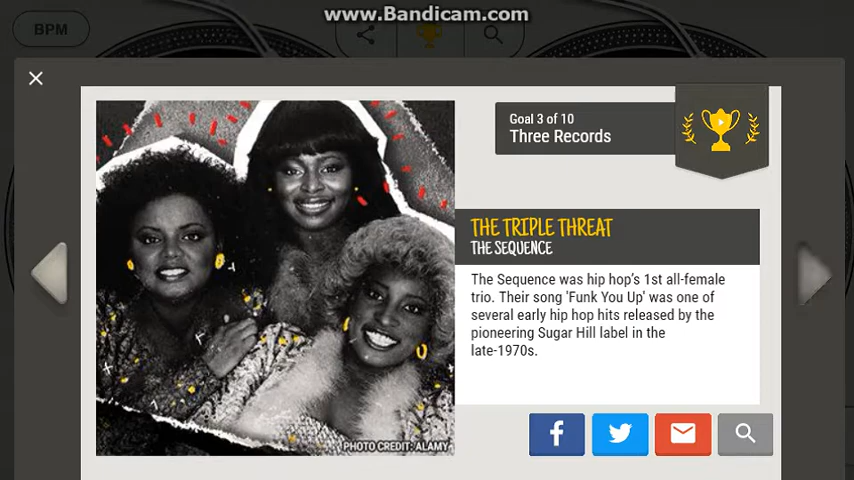 www.Bandicam.com
BPM
Goal 3 of 10
Three Records
THE TRIPLE THREAT
THE SEQUENCE
The Sequence was hip hop’s 1st all-female
trio. Their song 'Funk You Up' was one of
several early hip hop hits released by the
pioneering Sugar Hill label in the
late-1970s.
PHOTO CREDIT: ALAMY